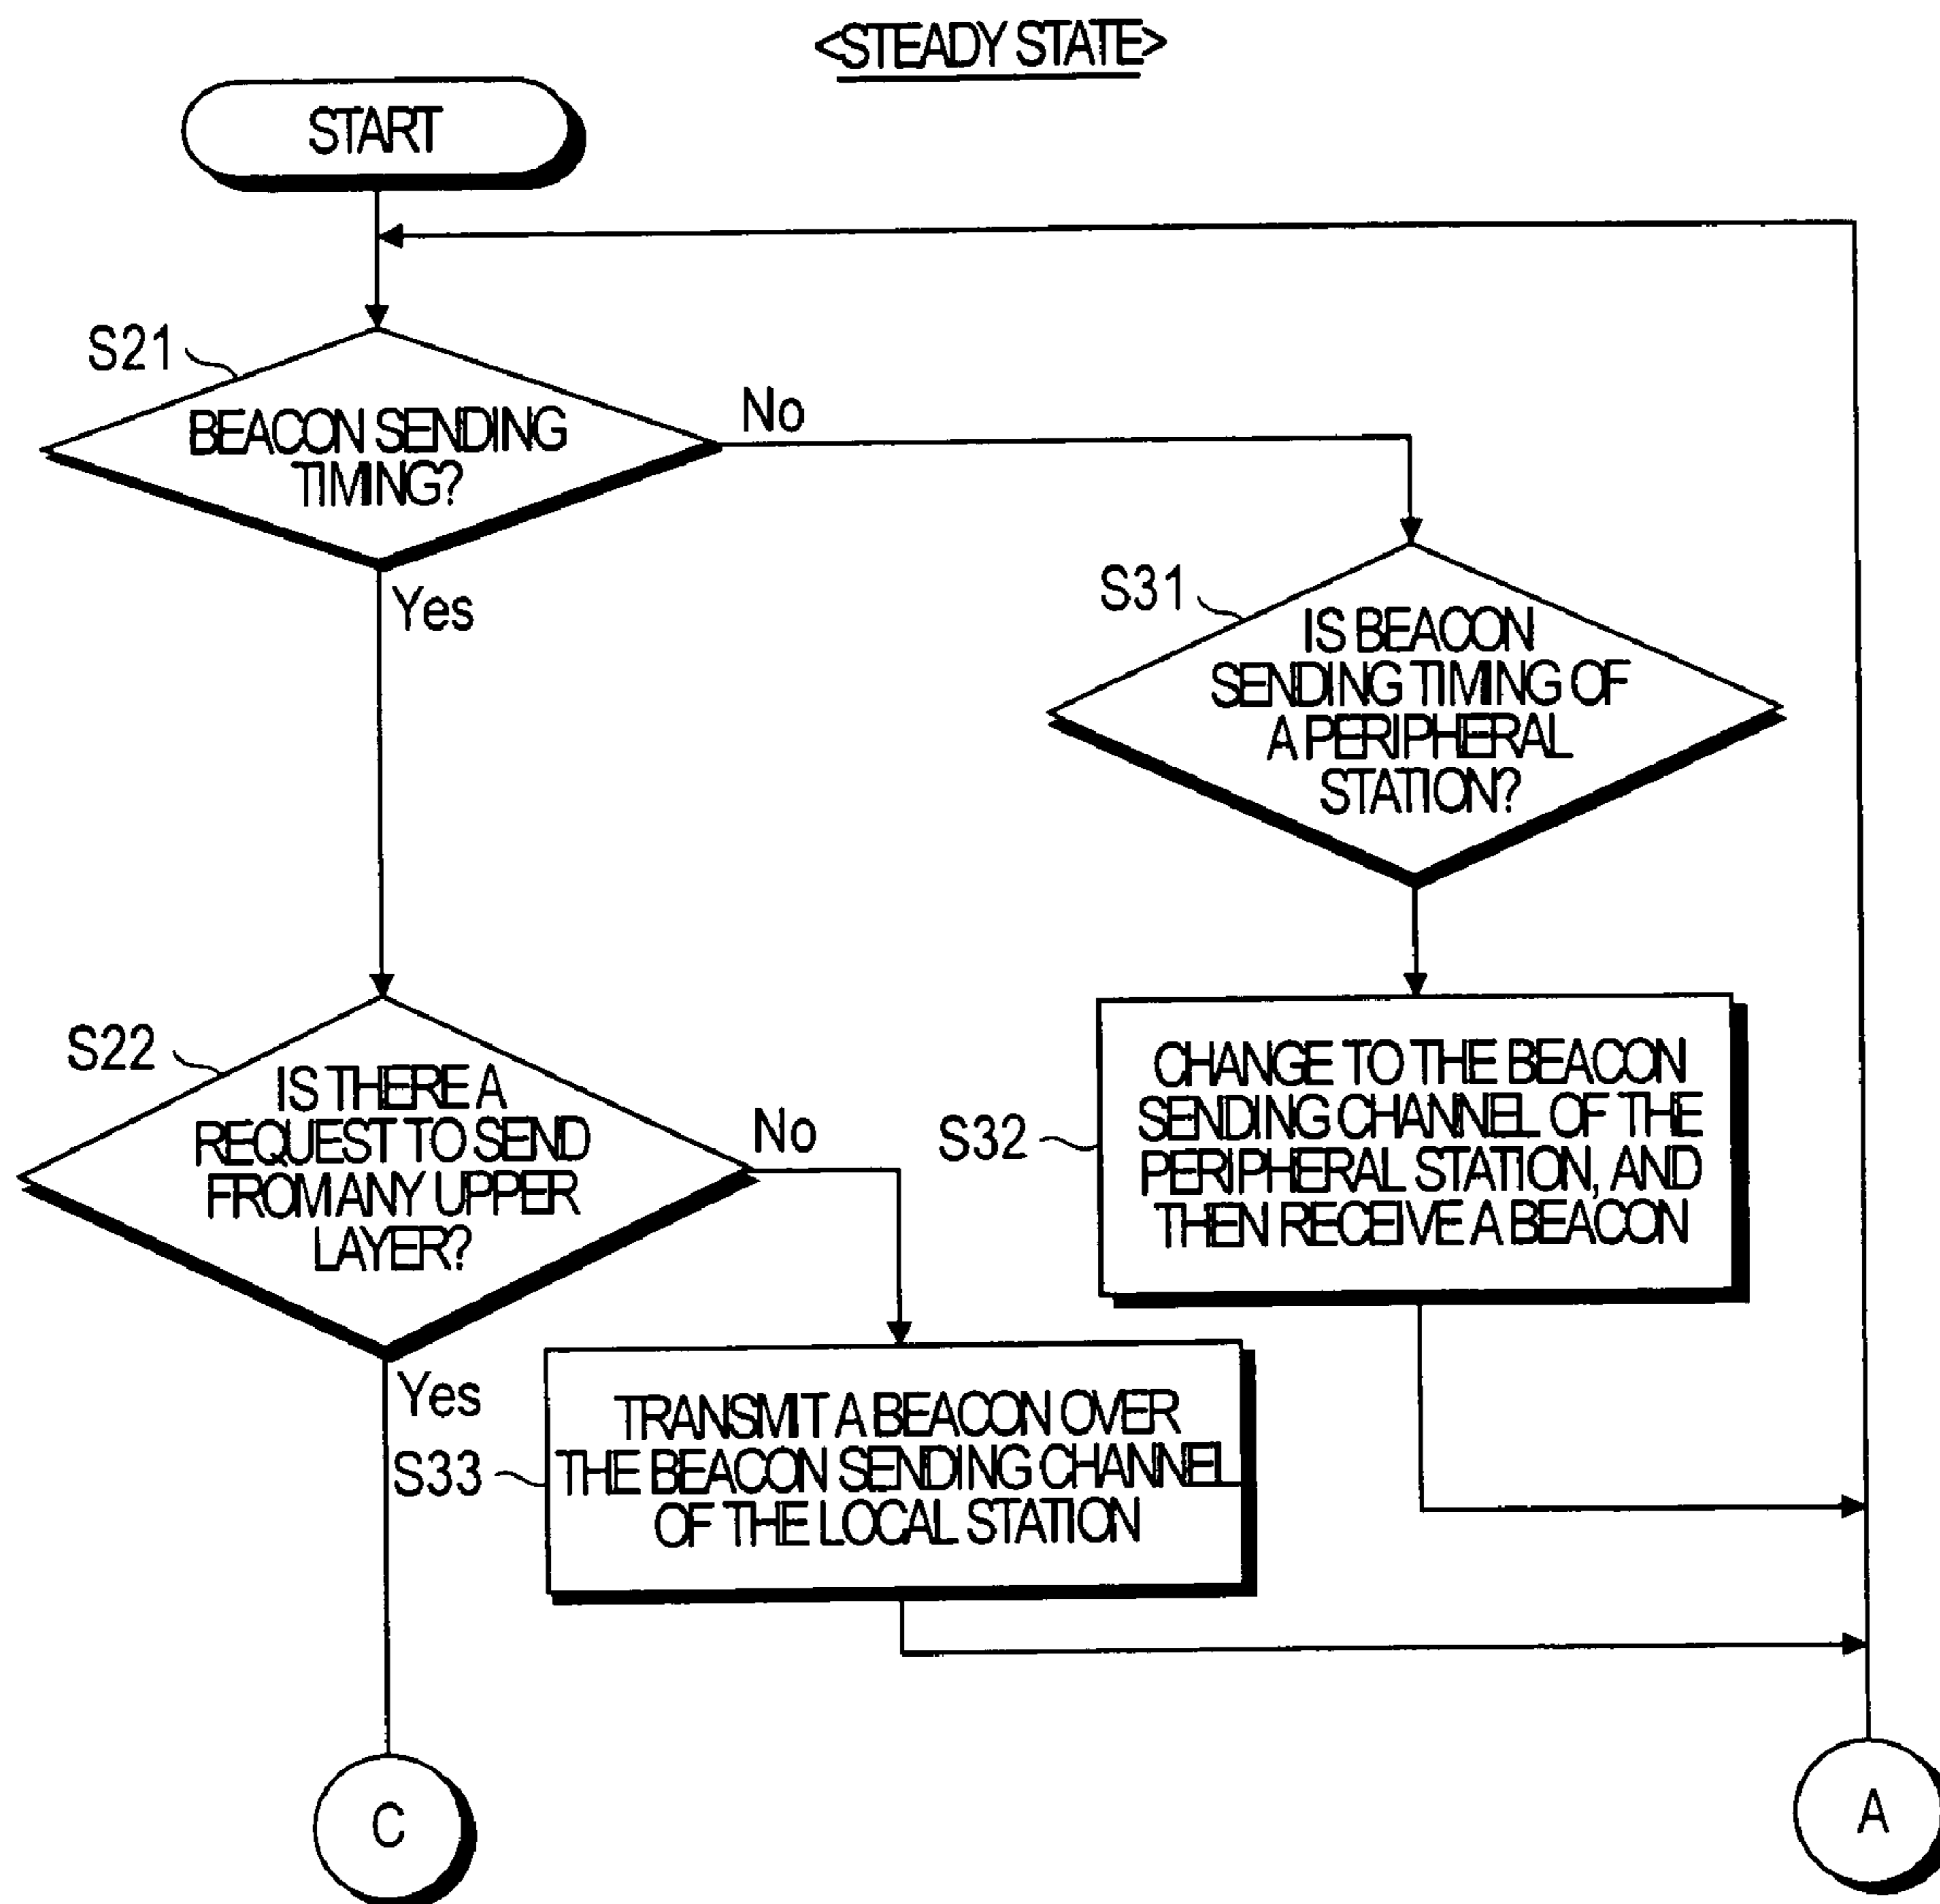 <STEADY STATE>
START
S21
BEACON SENDING
TIMING?
No
Yes
S31
IS BEACON
SENDING TIMING OF
A PERIPHERAL
STATION?
S22
IS THERE A
REQUEST TO SEND
FROM ANY UPPER
LAYER?
No
Yes
S32
CHANGE TO THE BEACON
SENDING CHANNEL OF THE
PERIPHERAL STATION, AND
THEN RECEIVE A BEACON
S33
TRANSMIT A BEACON OVER
THE BEACON SENDING CHANNEL
OF THE LOCAL STATION
C
A